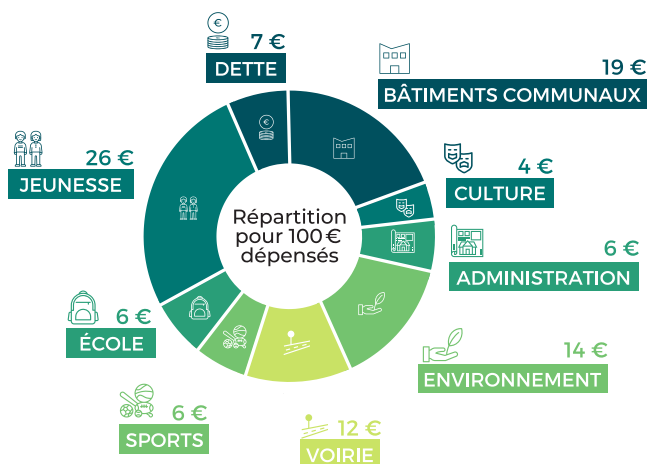 7 €
DETTE
19 €
BÂTIMENTS COMMUNAUX
26 €
JEUNESSE
4 €
CULTURE
Répartition
pour 100 €
dépensés
6 €
ADMINISTRATION
6 €
ÉCOLE
14 €
ENVIRONNEMENT
6 €
SPORTS
12 €
VOIRIE